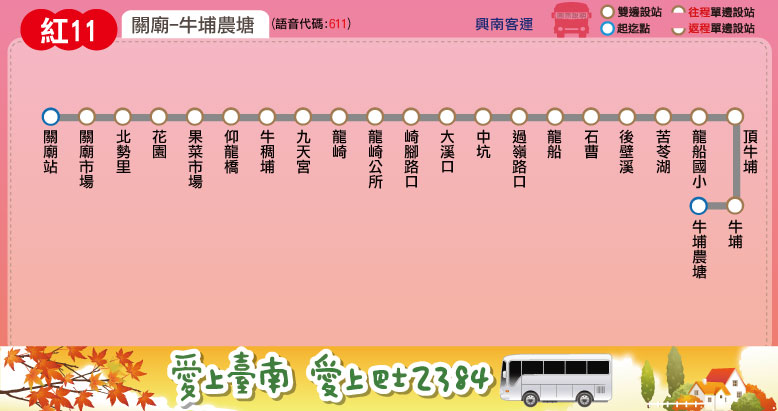 紅11
關廟-牛埔農塘
(語音代碼:611)
興南客運
雙邊設站
往程單邊設站
起迄點
返程單邊設站
關廟站
關廟市場
北勢里
花園
果菜市場
仰龍橋
牛稠埔
九天宮
龍崎
龍崎公所
崎腳路口
大溪口
中坑
過嶺路口
龍船
石曹
後壁溪
苦苓湖
龍船國小
頂牛埔
牛埔
牛埔農塘
愛上臺南 愛上巴士2384